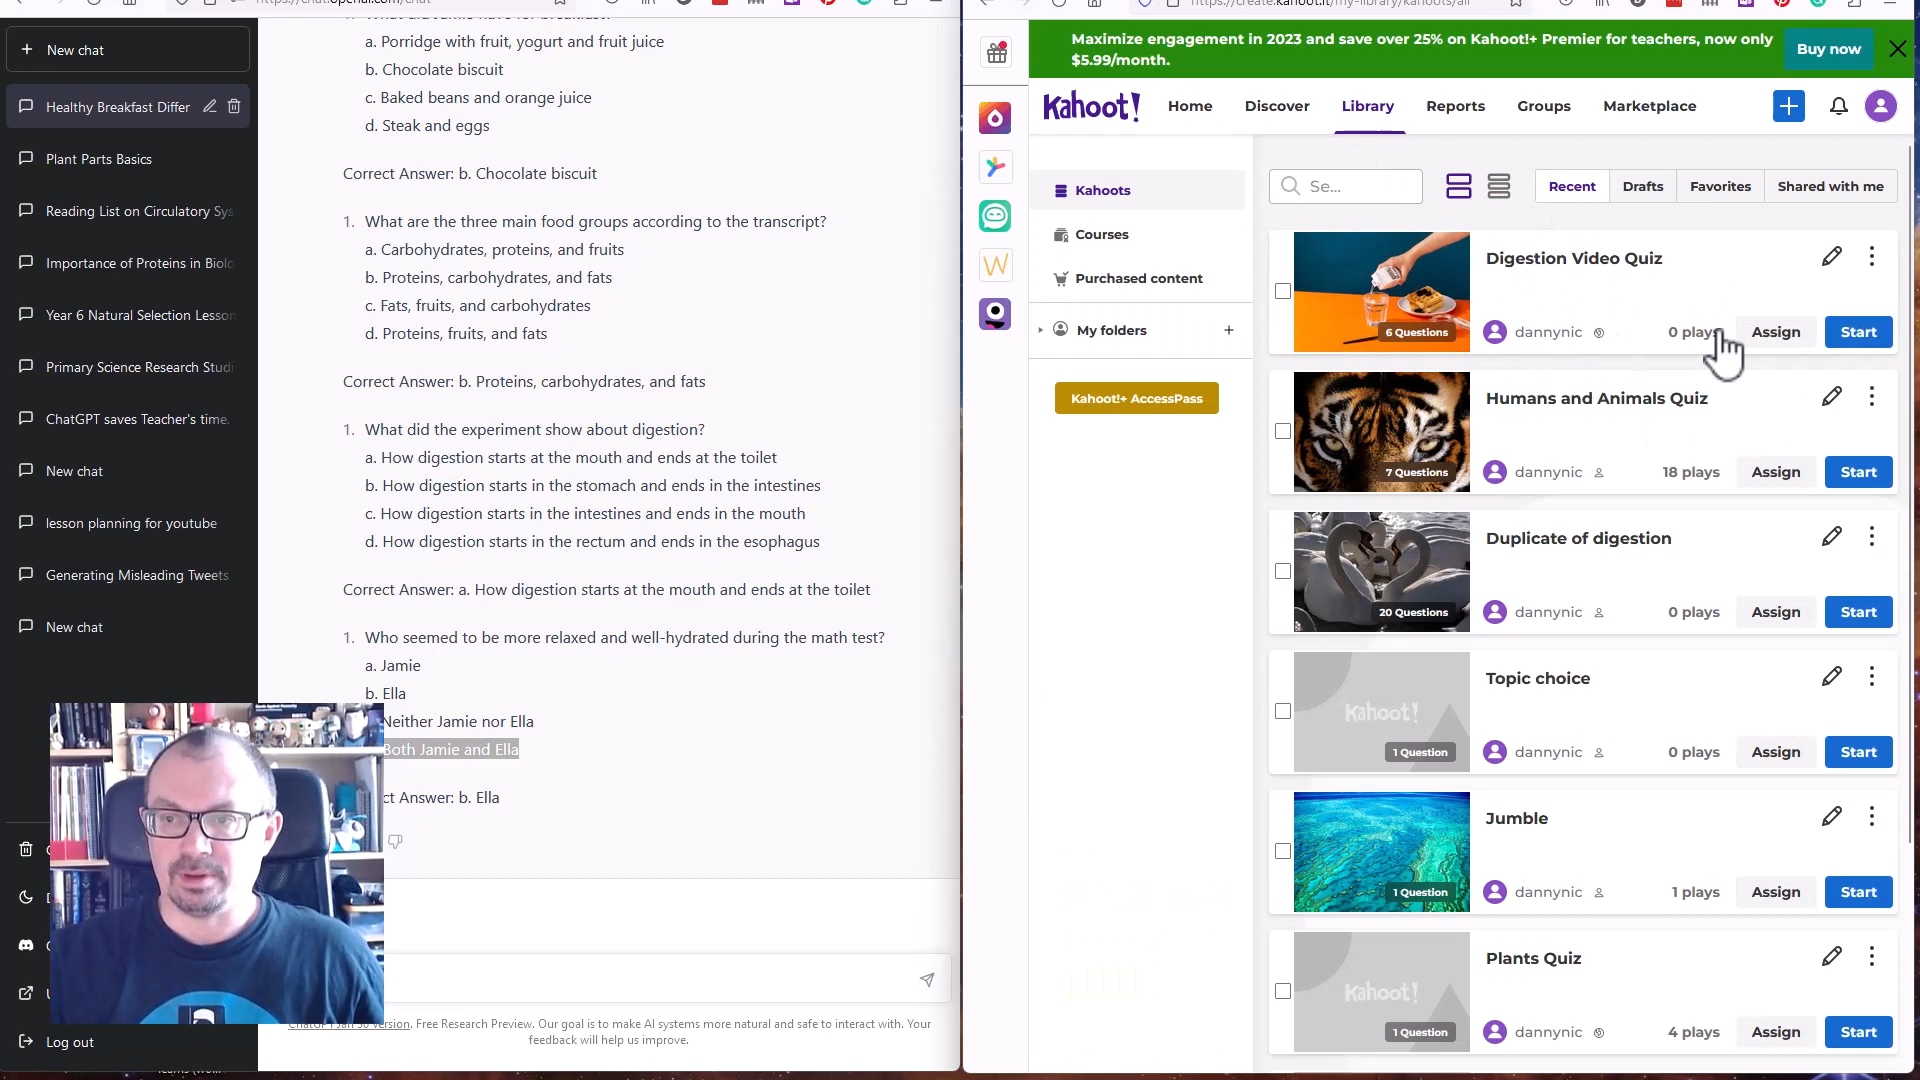 New chat
Healthy Breakfast Differ
Plant Parts Basics
Reading List on Circulatory Sys
Importance of Proteins in Biolo
Year 6 Natural Selection Lesson
Primary Science Research Studi
ChatGPT saves Teacher's time.
New chat
lesson planning for youtube
Generating Misleading Tweets
New chat
Log out
a. Porridge with fruit, yogurt and fruit juice
b. Chocolate biscuit
c. Baked beans and orange juice
d. Steak and eggs
Correct Answer: b. Chocolate biscuit
1. What are the three main food groups according to the transcript?
a. Carbohydrates, proteins, and fruits
b. Proteins, carbohydrates, and fats
c. Fats, fruits, and carbohydrates
d. Proteins, fruits, and fats
Correct Answer: b. Proteins, carbohydrates, and fats
1. What did the experiment show about digestion?
a. How digestion starts at the mouth and ends at the toilet
b. How digestion starts in the stomach and ends in the intestines
c. How digestion starts in the intestines and ends in the mouth
d. How digestion starts in the rectum and ends in the esophagus
Correct Answer: a. How digestion starts at the mouth and ends at the toilet
1. Who seemed to be more relaxed and well-hydrated during the math test?
a. Jamie
b. Ella
Neither Jamie nor Ella
Both Jamie and Ella
ct Answer: b. Ella
ChatGPT Jan 30 Version. Free Research Preview. Our goal is to make AI systems more natural and safe to interact with. Your
feedback will help us improve.
https://create.kahoot.it/my-library/kahoots/all
Maximize engagement in 2023 and save over 25% on Kahoot!+ Premier for teachers, now only
$5.99/month.
Buy now
Kahoot!
Home
Discover
Library
Reports
Groups
Marketplace
Kahoots
Courses
Purchased content
My folders
Kahoot!+ AccessPass
Se...
Recent
Drafts
Favorites
Shared with me
Digestion Video Quiz
6 Questions
dannynic
0 plays
Assign
Start
Humans and Animals Quiz
7 Questions
dannynic
18 plays
Assign
Start
Duplicate of digestion
20 Questions
dannynic
0 plays
Assign
Start
Topic choice
Kahoot!
1 Question
dannynic
0 plays
Assign
Start
Jumble
1 Question
dannynic
1 plays
Assign
Start
Plants Quiz
Kahoot!
1 Question
dannynic
4 plays
Assign
Start